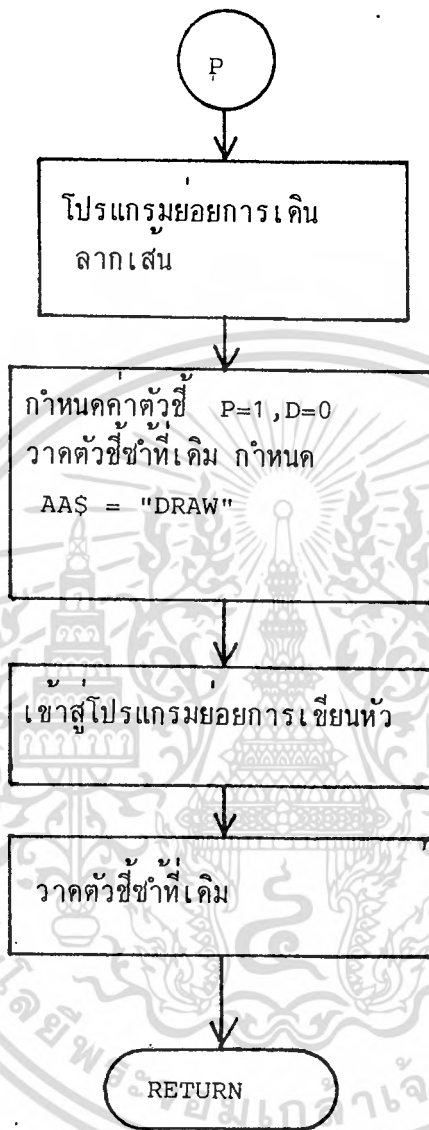 P
โปรแกรมย่อยการเดิน
ลากเส้น
กำหนดค่าตัวชี้ P=1,D=0
วาดตัวชี้ซ้ำที่เดิม กำหนด
AA$ = "DRAW"
เข้าสู่โปรแกรมย่อยการเขียนหัว
วาดตัวชี้ซ้ำที่เดิม
RETURN